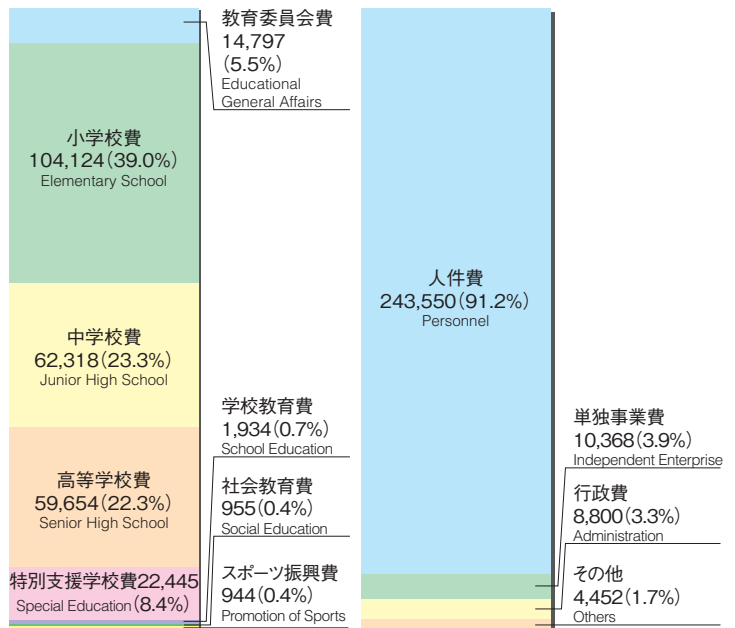 教育委員会費
14,797
(5.5%)
Educational
General Affairs
小学校費
104,124(39.0%)
Elementary School
中学校費
62,318(23.3%)
Junior High School
学校教育費
1,934(0.7%)
School Education
高等学校費
59,654(22.3%)
Senior High School
社会教育費
955(0.4%)
Social Education
特別支援学校費22,445
Special Education(8.4%)
スポーツ振興費
944(0.4%)
Promotion of Sports
人件費
243,550(91.2%)
Personnel
単独事業費
10,368(3.9%)
Independent Enterprise
行政費
8,800(3.3%)
Administration
その他
4,452(1.7%)
Others